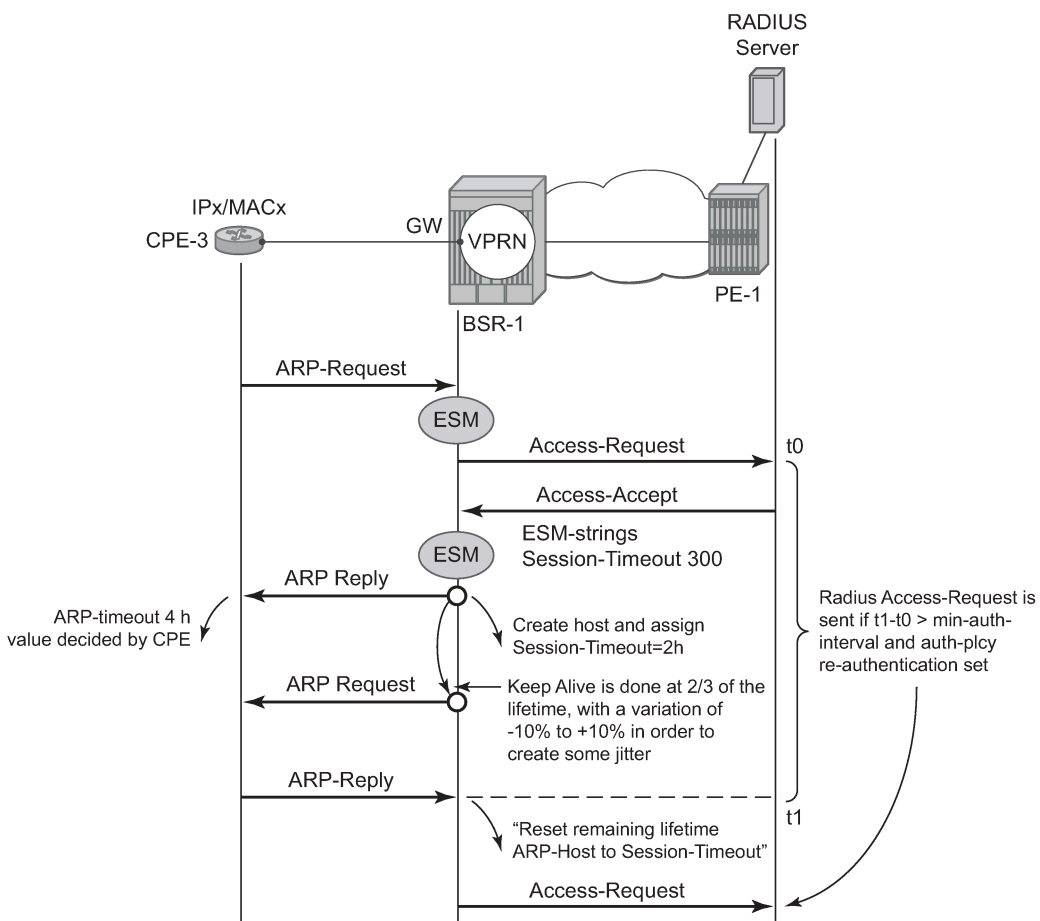 RADIUS
Server
IPx/MACx
CPE-3
GW
VPRN
PE-1
BSR-1
ARP-Request
ESM
Access-Request
t0
Access-Accept
ESM-strings
Session-Timeout 300
ESM
ARP Reply
ARP-timeout 4 h
value decided by CPE
Create host and assign
Session-Timeout=2h
Radius Access-Request is
sent if t1-t0 > min-auth-
interval and auth-plcy
re-authentication set
ARP Request
Keep Alive is done at 2/3 of the
lifetime, with a variation of
-10% to +10% in order to
create some jitter
ARP-Reply
t1
“Reset remaining lifetime
ARP-Host to Session-Timeout”
Access-Request